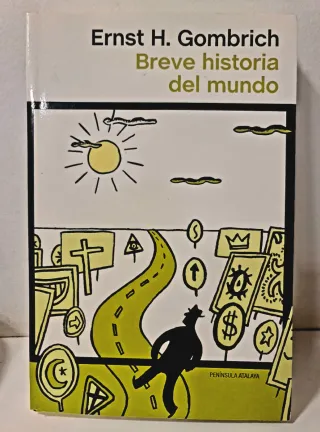 Ernst H. Gombrich
Breve historia
del mundo
$
PENÍNSULA ATALAYA